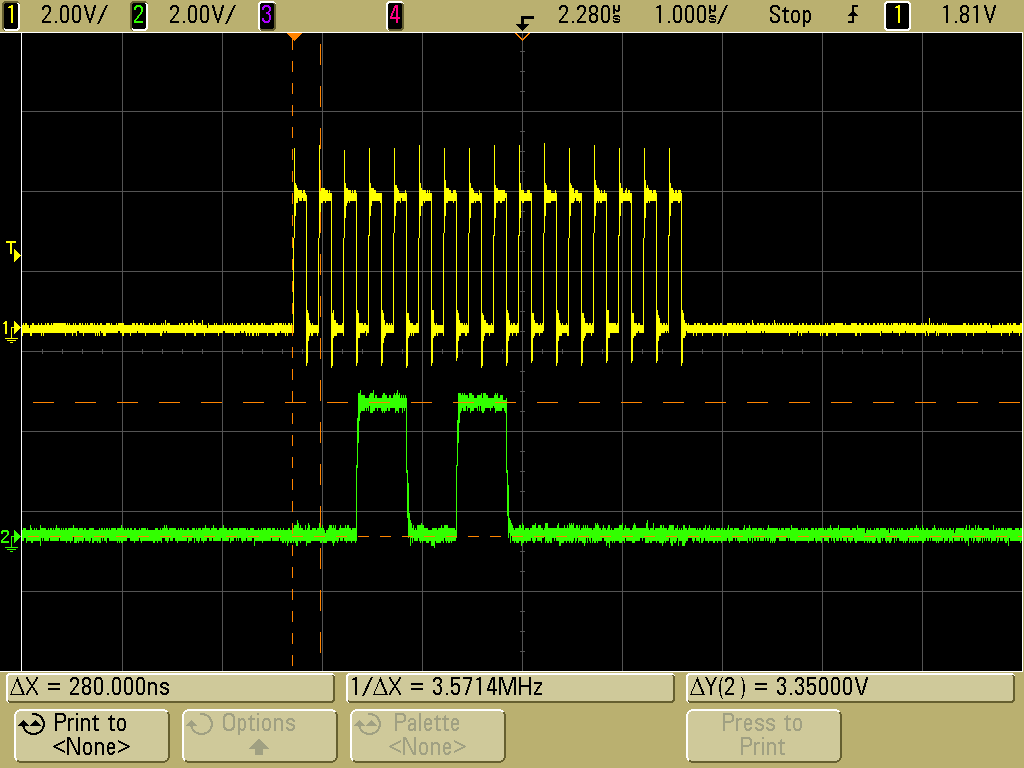 1 2.00V/ 2 2.00V/ 3 4 2.280µs 1.000µs/ Stop 1 1.81V
T
1
2
ΔX = 280.000ns 1/ΔX = 3.5714MHz ΔY(2) = 3.35000V
Print to Options Palette Press to
<None> <None> Print